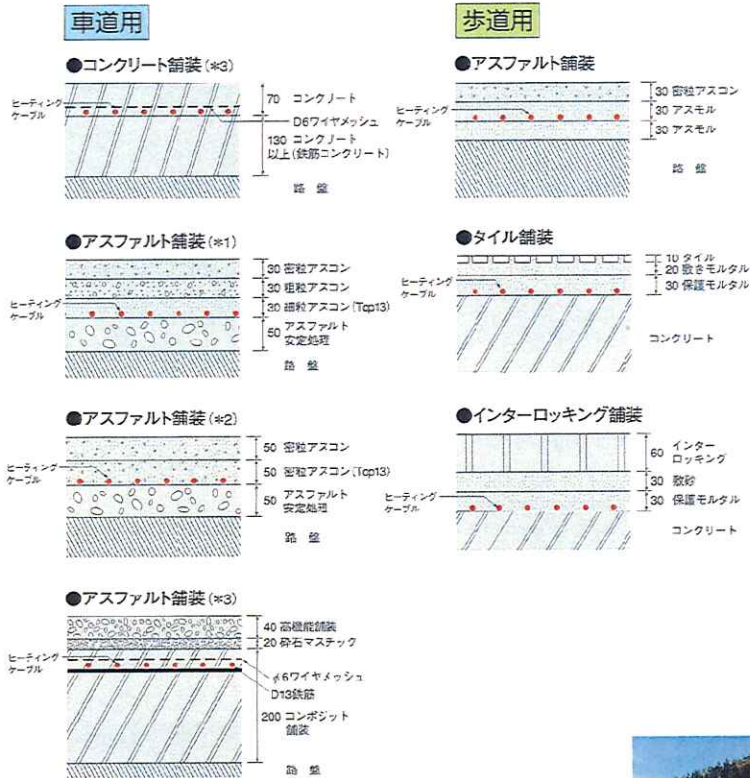 車道用
●コンクリート舗装(*3)
ヒーティング
ケーブル
70 コンクリート
D6ワイヤメッシュ
130 コンクリート
以上(鉄筋コンクリート)
路 盤
●アスファルト舗装(*1)
ヒーティング
ケーブル
30 密粒アスコン
30 粗粒アスコン
30 細粒アスコン(Top13)
50 アスファルト
安定処理
路 盤
●アスファルト舗装(*2)
ヒーティング
ケーブル
50 密粒アスコン
50 密粒アスコン(Top13)
50 アスファルト
安定処理
路 盤
●アスファルト舗装(*3)
ヒーティング
ケーブル
40 高機能舗装
20 砕石マスチック
φ6ワイヤメッシュ
D13鉄筋
200 コンポジット
舗装
路 盤
歩道用
●アスファルト舗装
ヒーティング
ケーブル
30 密粒アスコン
30 アスモル
30 アスモル
路 盤
●タイル舗装
ヒーティング
ケーブル
10 タイル
20 敷きモルタル
30 保護モルタル
コンクリート
●インターロッキング舗装
ヒーティング
ケーブル
60 インター
ロッキング
30 敷砂
30 保護モルタル
コンクリート